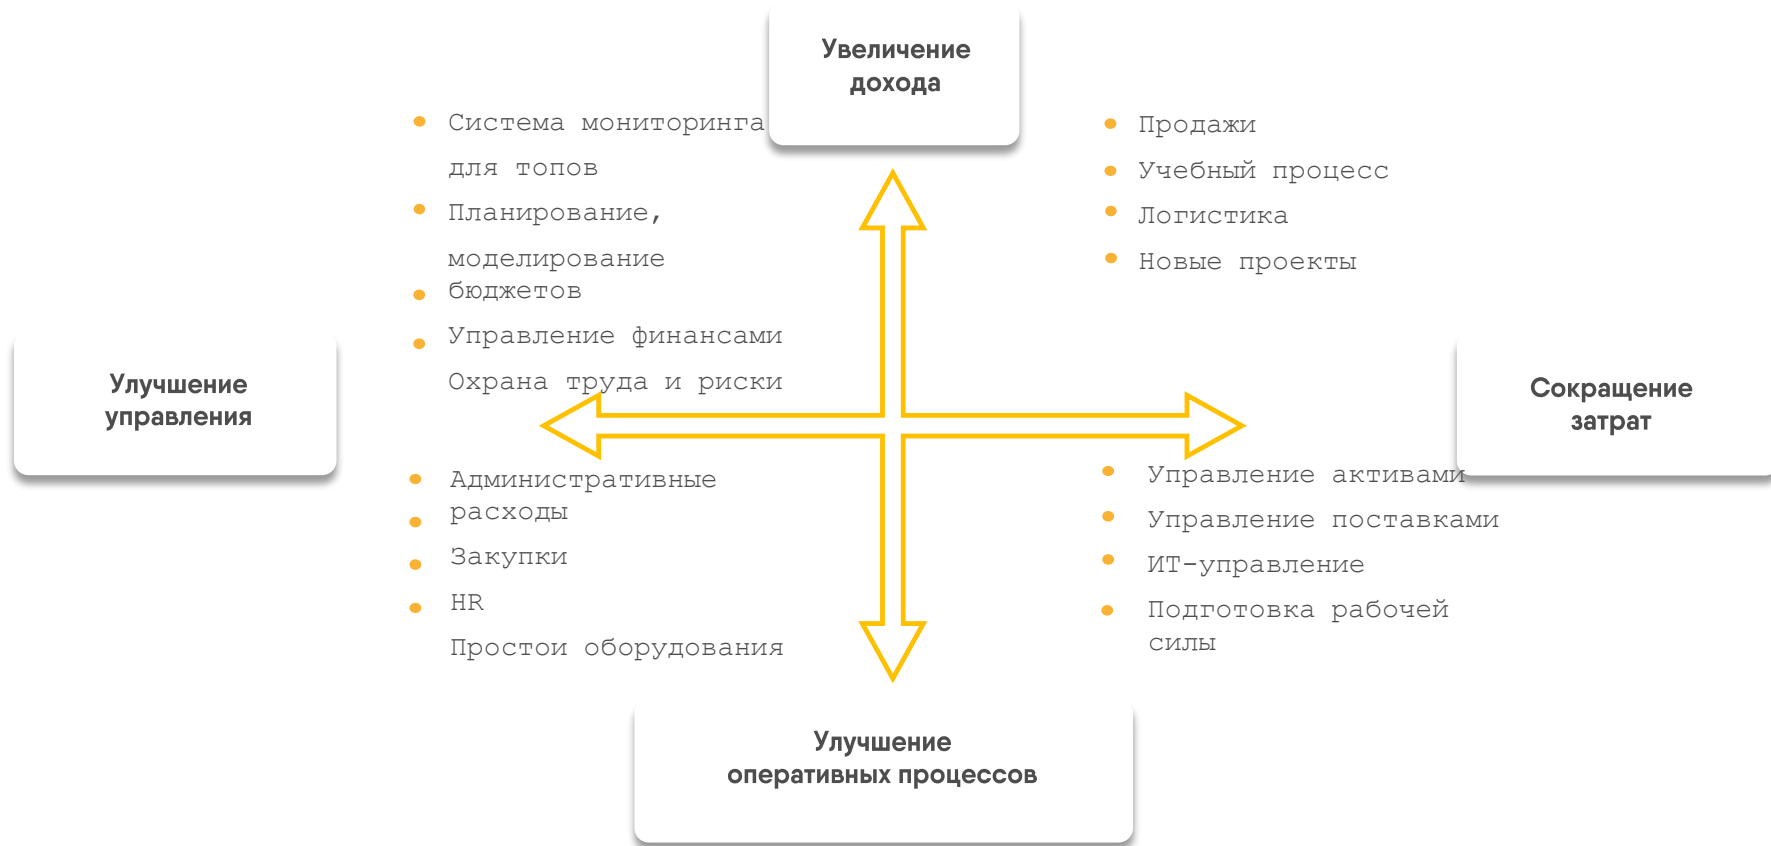 Увеличение
дохода
Система мониторинга
для топов
Планирование,
моделирование
бюджетов
Управление финансами
Охрана труда и риски
Продажи
Учебный процесс
Логистика
Новые проекты
Улучшение
управления
Сокращение
затрат
Административные
расходы
Закупки
HR
Простои оборудования
Управление активами
Управление поставками
ИТ-управление
Подготовка рабочей
силы
Улучшение
оперативных процессов